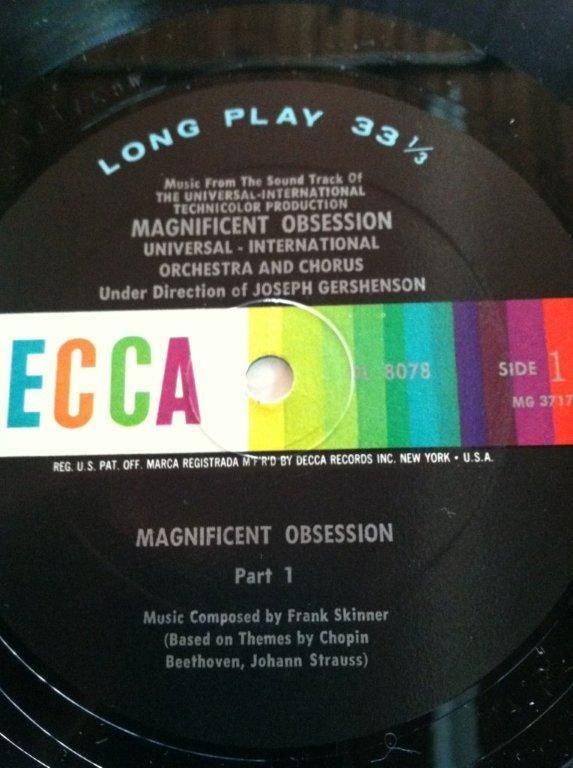 LONG PLAY 33 1/3
Music From The Sound Track Of
THE UNIVERSAL-INTERNATIONAL
TECHNICOLOR PRODUCTION
MAGNIFICENT OBSESSION
UNIVERSAL - INTERNATIONAL
ORCHESTRA AND CHORUS
Under Direction of JOSEPH GERSHENSON
ECCA
8078
SIDE 1
MG 3717
REG. U.S. PAT. OFF. MARCA REGISTRADA M F'R'D BY DECCA RECORDS INC. NEW YORK • U.S.A.
MAGNIFICENT OBSESSION
Part 1
Music Composed by Frank Skinner
(Based on Themes by Chopin
Beethoven, Johann Strauss)